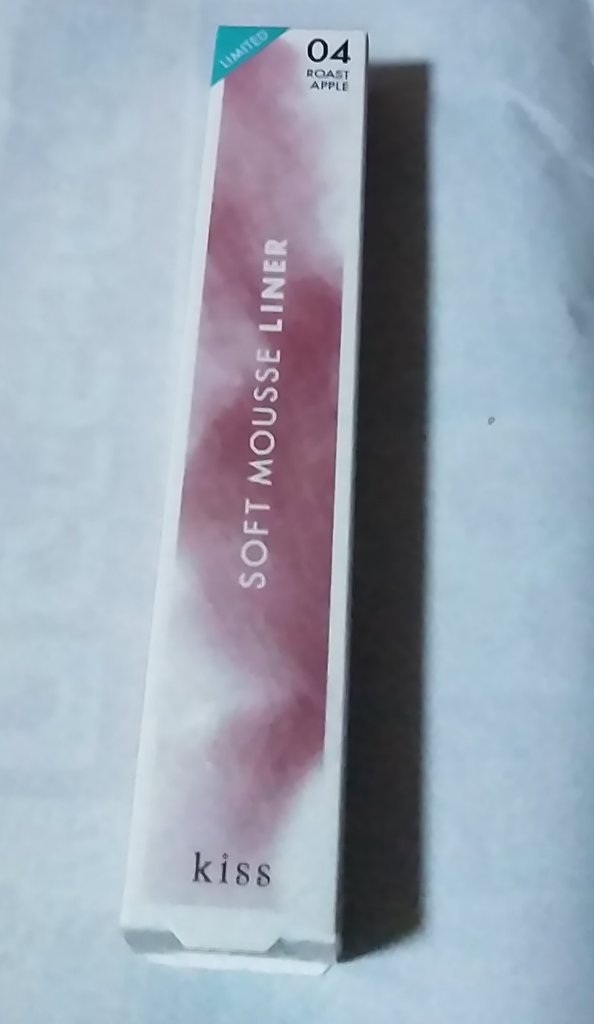 LIMITED
04
ROAST
APPLE
SOFT MOUSSE LINER
kiss